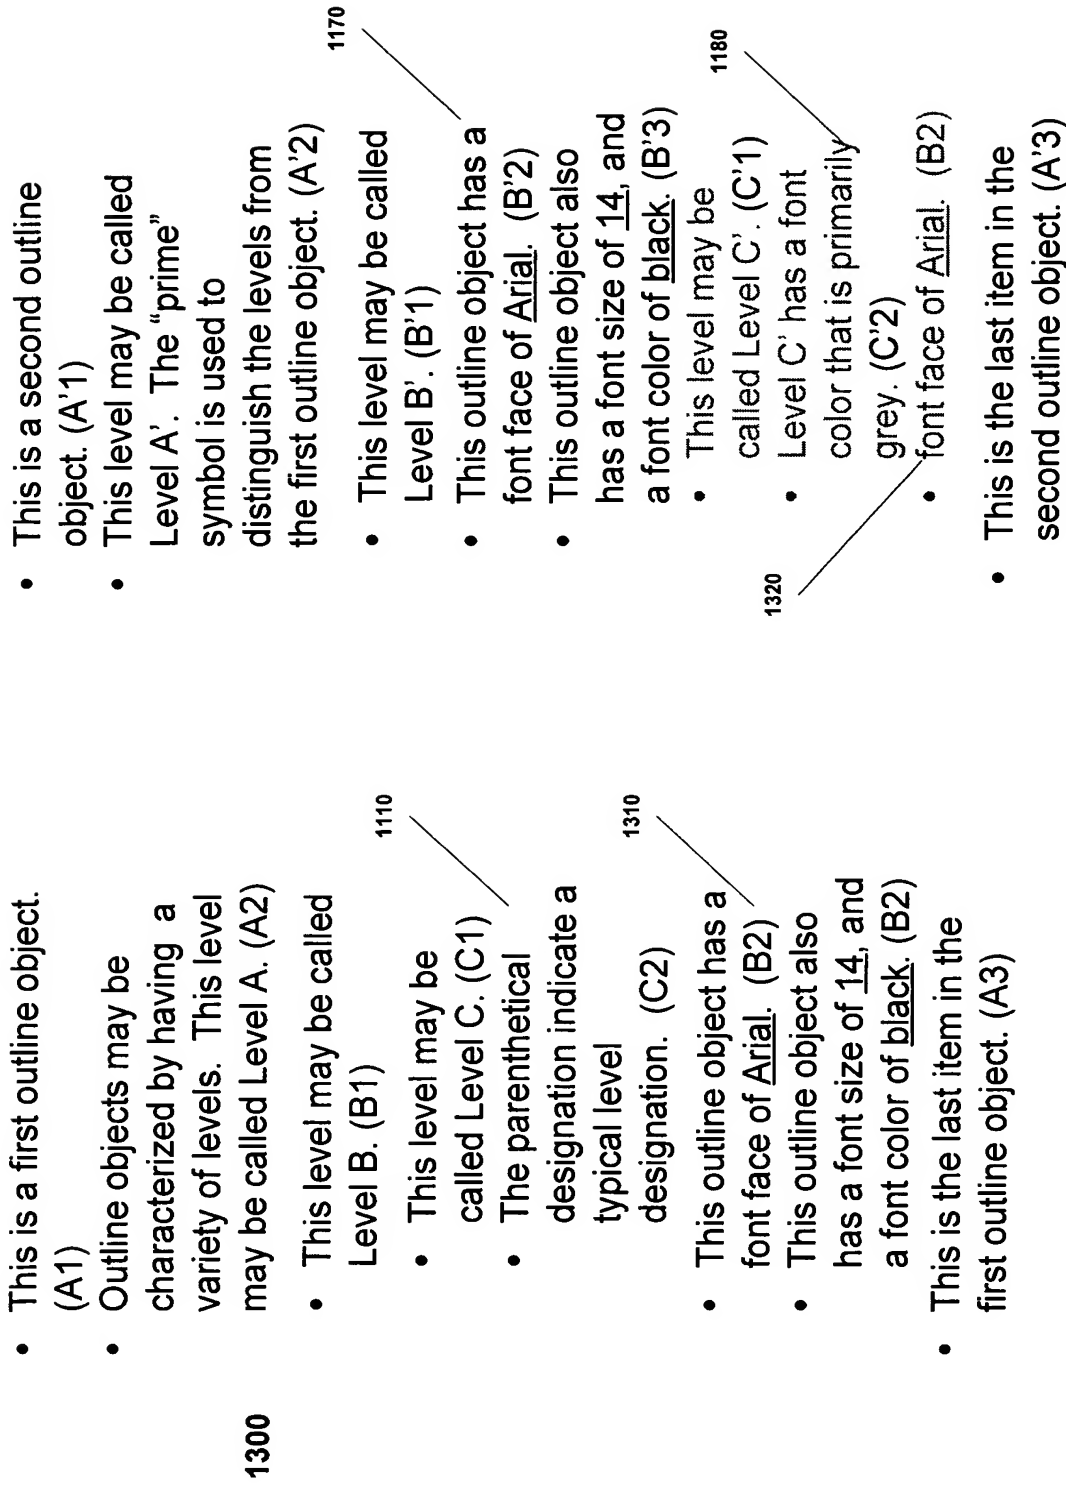 1300
• This is a first outline object.
(A1)
• Outline objects may be
characterized by having a
variety of levels. This level
may be called Level A. (A2)
• This level may be called
Level B. (B1)
1110
• This level may be
called Level C. (C1)
• The parenthetical
designation indicate a
typical level
designation. (C2)
1310
• This outline object has a
font face of Arial. (B2)
• This outline object also
has a font size of 14, and
a font color of black. (B2)
• This is the last item in the
first outline object. (A3)
• This is a second outline
object. (A'1)
• This level may be called
Level A'. The “prime”
symbol is used to
distinguish the levels from
the first outline object. (A'2)
1170
• This level may be called
Level B'. (B'1)
• This outline object has a
font face of Arial. (B'2)
• This outline object also
has a font size of 14, and
a font color of black. (B'3)
1180
• This level may be
called Level C'. (C'1)
• Level C' has a font
color that is primarily
grey. (C'2)
1320
• font face of Arial. (B2)
• This is the last item in the
second outline object. (A'3)